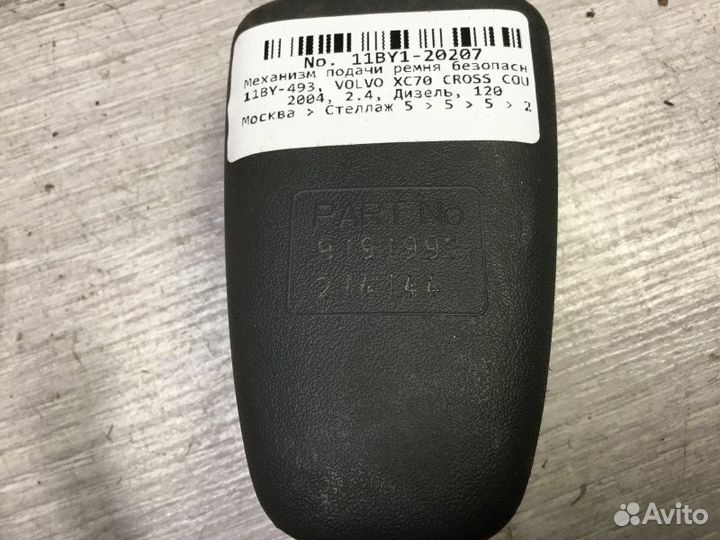 No. 11BY1-20207
Механизм подачи ремня безопасн
11BY-493, VOLVO XC70 CROSS COU
2004, 2.4, Дизель, 120
Москва > Стеллаж 5 > 5 > 5 > 2
PART No
214144
Avito